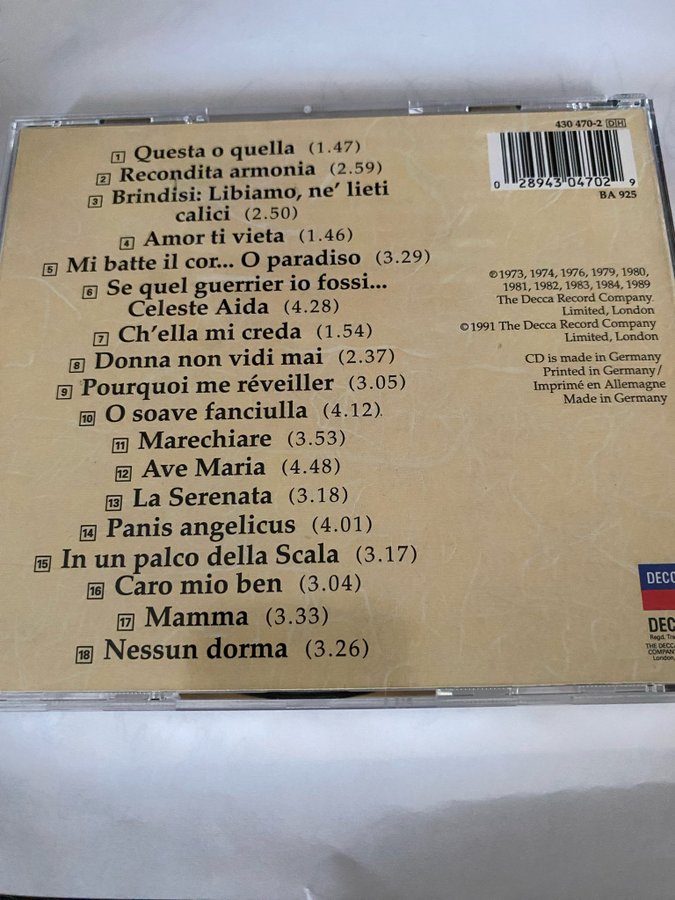 430 470-2 DH
1 Questa o quella (1.47)
2 Recondita armonia (2.59)
3 Brindisi: Libiamo, ne' lieti
calici (2.50)
4 Amor ti vieta (1.46)
5 Mi batte il cor... O paradiso (3.29)
6 Se quel guerrier io fossi...
Celeste Aida (4.28)
7 Ch'ella mi creda (1.54)
8 Donna non vidi mai (2.37)
9 Pourquoi me réveiller (3.05)
10 O soave fanciulla (4.12)
11 Marechiare (3.53)
12 Ave Maria (4.48)
13 La Serenata (3.18)
14 Panis angelicus (4.01)
15 In un palco della Scala (3.17)
16 Caro mio ben (3.04)
17 Mamma (3.33)
18 Nessun dorma (3.26)
0 28943 04702 9
BA 925
℗1973, 1974, 1976, 1979, 1980,
1981, 1982, 1983, 1984, 1989
The Decca Record Company
Limited, London
©1991 The Decca Record Company
Limited, London
CD is made in Germany
Printed in Germany/
Imprimé en Allemagne
Made in Germany
DECC
DEC
Regd. Tra
THE DECC
COMPAN
London,